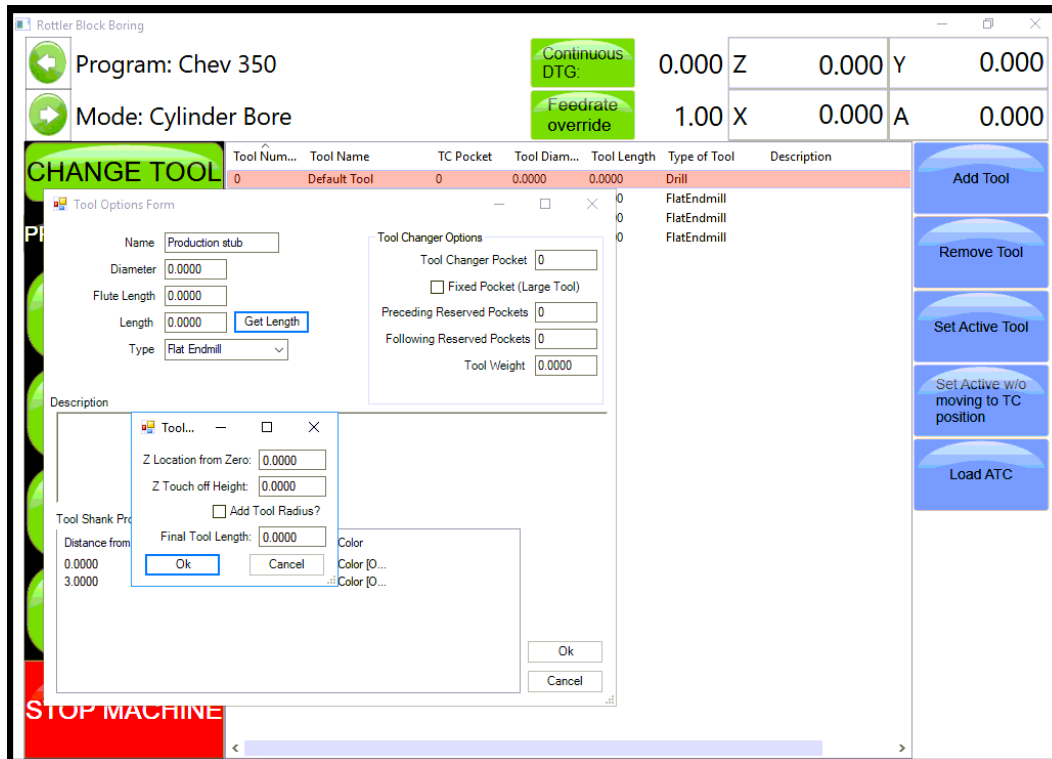 Rottler Block Boring
Program: Chev 350
Continuous DTG:
0.000 Z 0.000 Y 0.000
Mode: Cylinder Bore
Feedrate override
1.00 X 0.000 A 0.000
CHANGE TOOL
Tool Num... Tool Name TC Pocket Tool Diam... Tool Length Type of Tool Description
0 Default Tool 0 0.0000 0.0000 Drill
0 FlatEndmill
FlatEndmill
0 FlatEndmill
Add Tool
Remove Tool
Set Active Tool
Set Active w/o
moving to TC
position
Load ATC
Tool Options Form
Name Production stub
Diameter 0.0000
Flute Length 0.0000
Length 0.0000 Get Length
Type Flat Endmill
Tool Changer Options
Tool Changer Pocket 0
Fixed Pocket (Large Tool)
Preceding Reserved Pockets 0
Following Reserved Pockets 0
Tool Weight 0.0000
Description
Tool...
Z Location from Zero: 0.0000
Z Touch off Height: 0.0000
Add Tool Radius?
Final Tool Length: 0.0000
Ok Cancel
Tool Shank Pro
Distance from Color
0.0000 Color [O...
3.0000 Color [O...
Ok
Cancel
STOP MACHINE